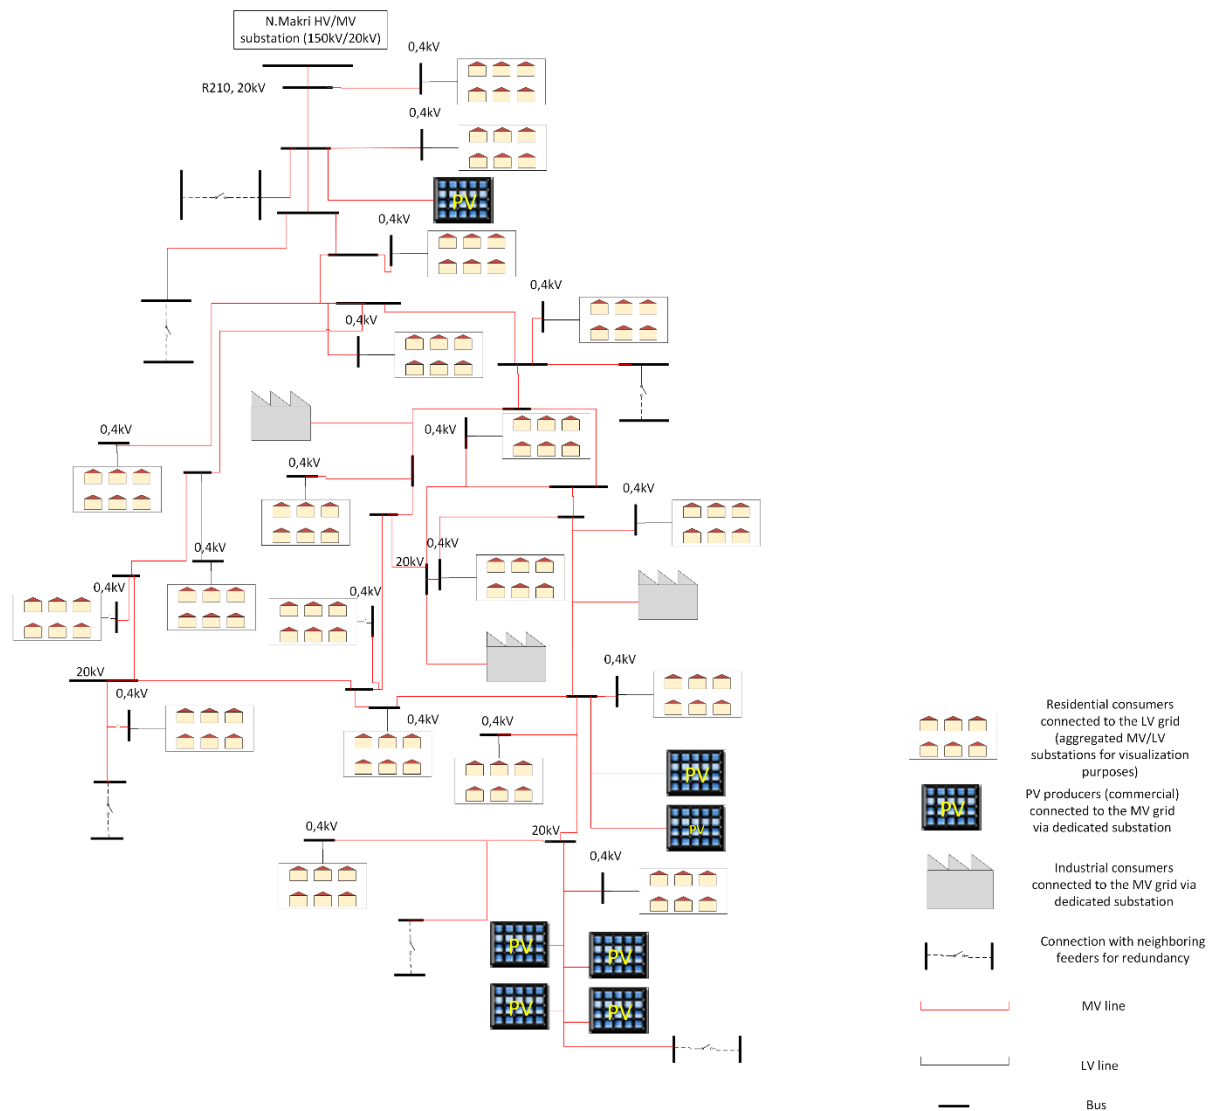 N.Makri HV/MV
substation (150kV/20kV)
0,4kV
R210, 20kV
0,4kV
PV
0,4kV
0,4kV
0,4kV
0,4kV
0,4kV
0,4kV
0,4kV
0,4kV
0,4kV
20kV
0,4kV
0,4kV
0,4kV
20kV
0,4kV
0,4kV
0,4kV
PV
PV
0,4kV
20kV
0,4kV
PV
PV
PV
PV
Residential consumers
connected to the LV grid
(aggregated MV/LV
substations for visualization
purposes)
PV
PV producers (commercial)
connected to the MV grid
via dedicated substation
Industrial consumers
connected to the MV grid via
dedicated substation
Connection with neighboring
feeders for redundancy
MV line
LV line
Bus